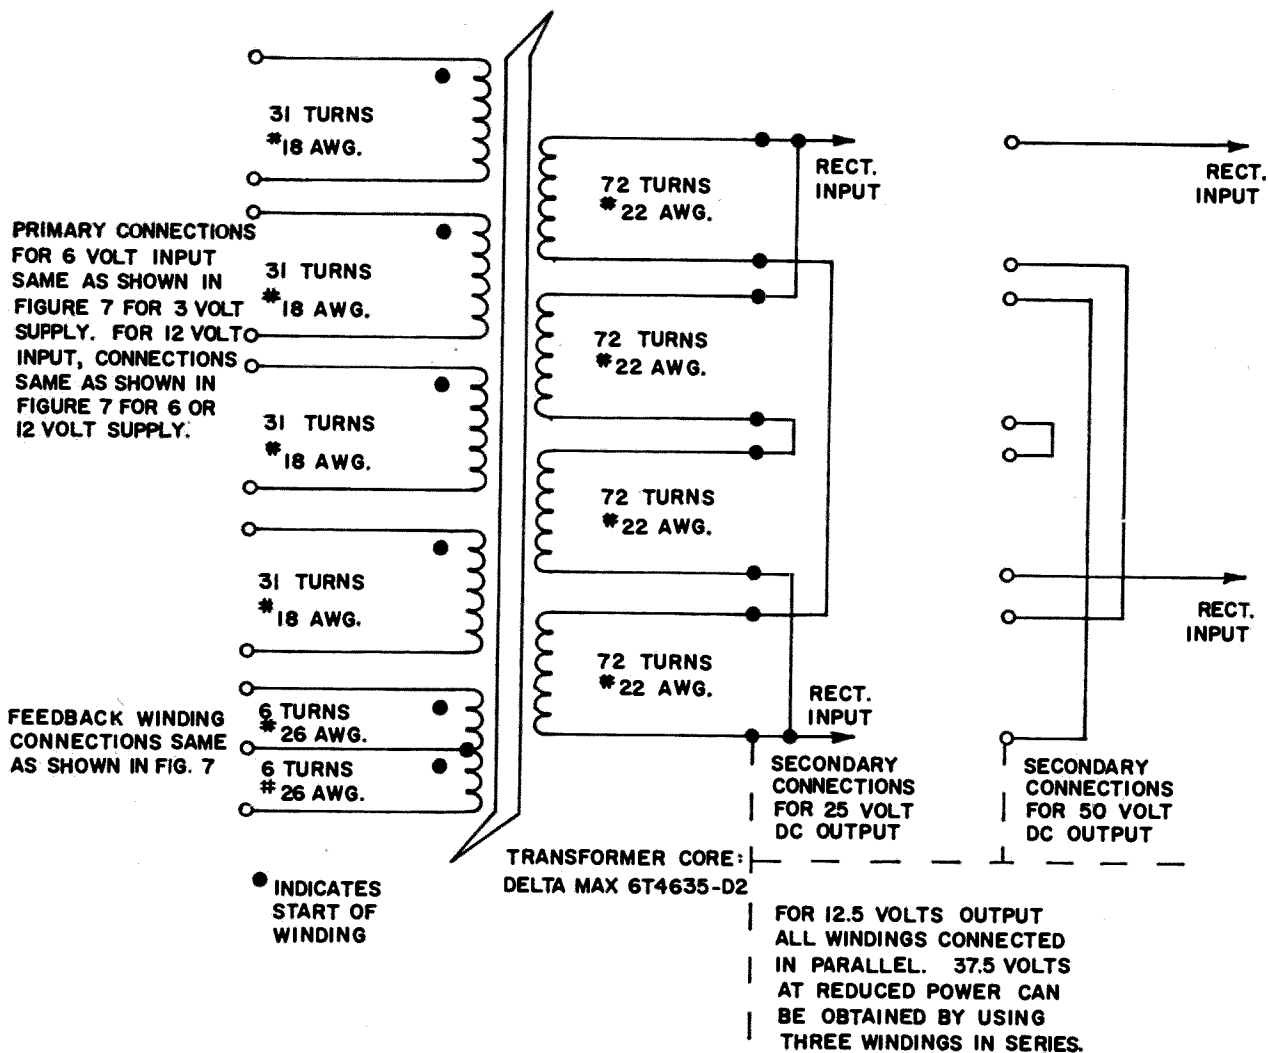 31 TURNS
#18 AWG.
31 TURNS
#18 AWG.
31 TURNS
#18 AWG.
31 TURNS
#18 AWG.
6 TURNS
#26 AWG.
6 TURNS
#26 AWG.
PRIMARY CONNECTIONS
FOR 6 VOLT INPUT
SAME AS SHOWN IN
FIGURE 7 FOR 3 VOLT
SUPPLY. FOR 12 VOLT
INPUT, CONNECTIONS
SAME AS SHOWN IN
FIGURE 7 FOR 6 OR
12 VOLT SUPPLY.
FEEDBACK WINDING
CONNECTIONS SAME
AS SHOWN IN FIG. 7
INDICATES
START OF
WINDING
72 TURNS
#22 AWG.
72 TURNS
#22 AWG.
72 TURNS
#22 AWG.
72 TURNS
#22 AWG.
RECT.
INPUT
RECT.
INPUT
SECONDARY
CONNECTIONS
FOR 25 VOLT
DC OUTPUT
RECT.
INPUT
RECT.
INPUT
SECONDARY
CONNECTIONS
FOR 50 VOLT
DC OUTPUT
TRANSFORMER CORE:
DELTA MAX 6T4635-D2
FOR 12.5 VOLTS OUTPUT
ALL WINDINGS CONNECTED
IN PARALLEL. 37.5 VOLTS
AT REDUCED POWER CAN
BE OBTAINED BY USING
THREE WINDINGS IN SERIES.